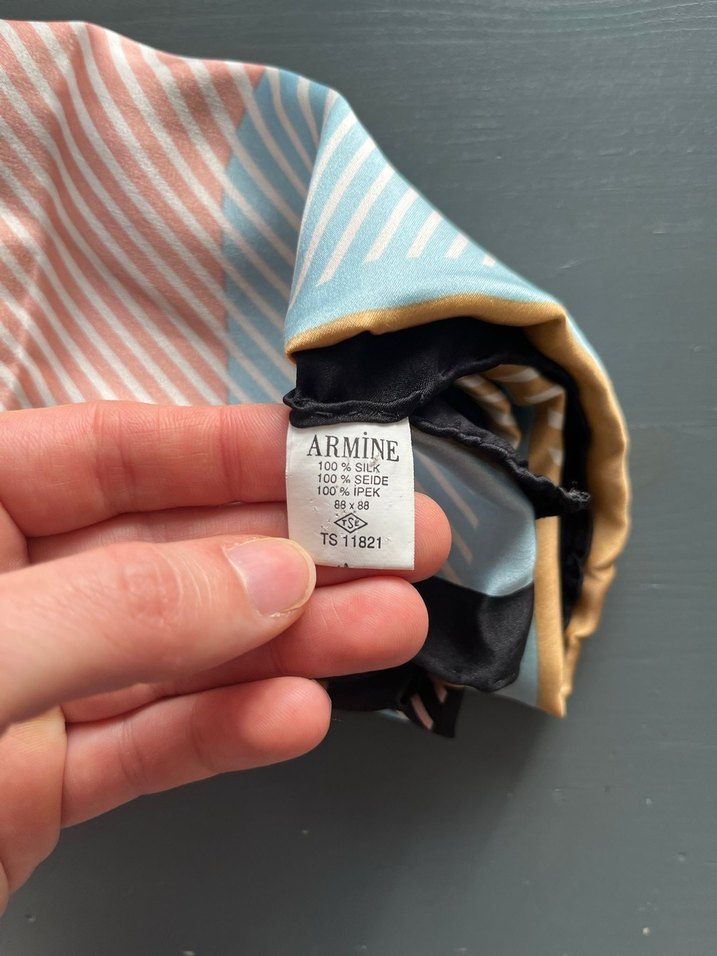 ARMİNE
100 % SILK
100 % SEIDE
100 % İPEK
88 x 88
TSE
TS 11821